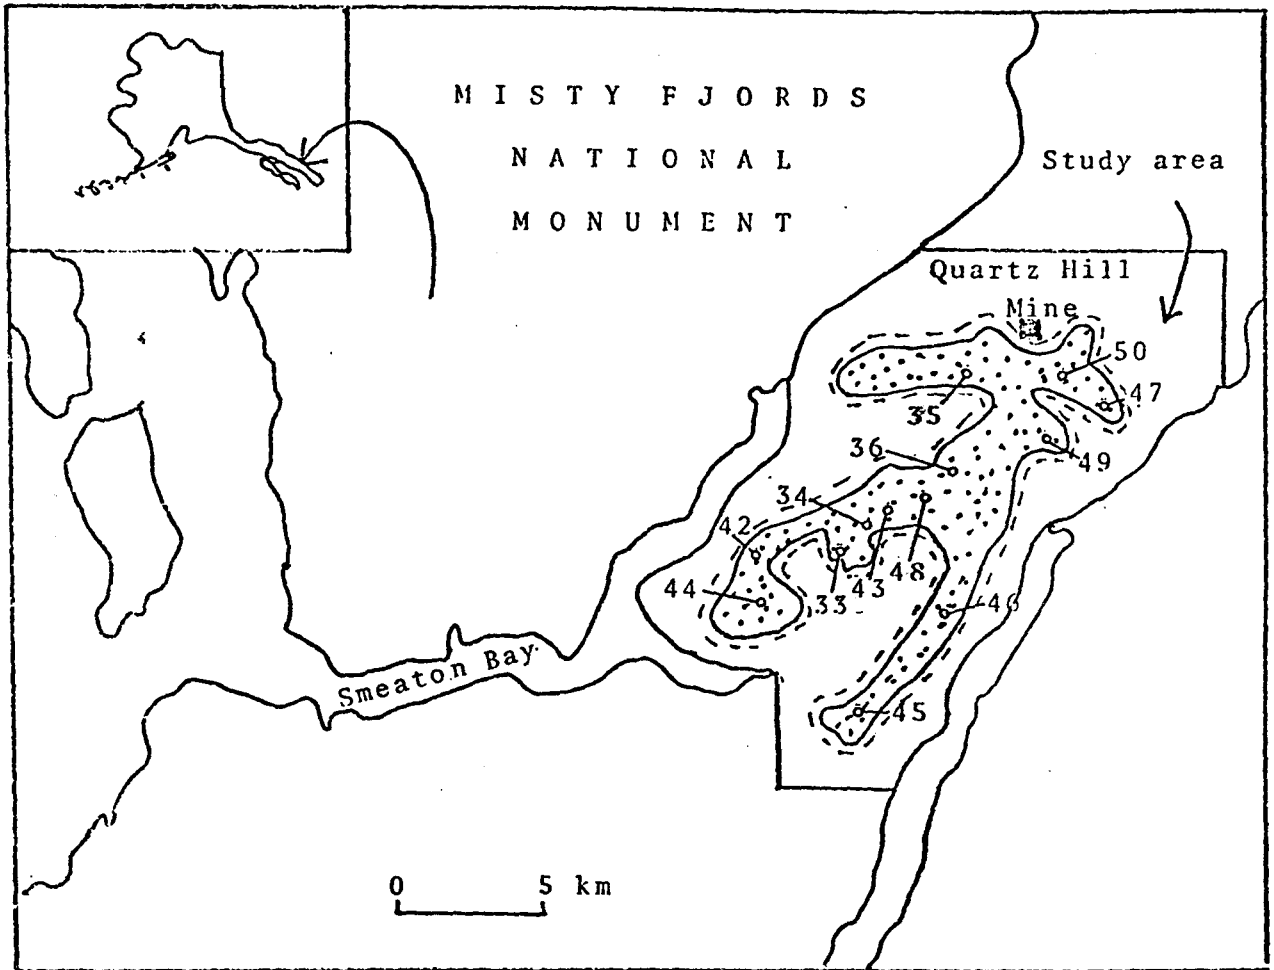 MISTY FJORDS
NATIONAL
MONUMENT
Study area
Quartz Hill
Mine
50
47
35
49
36
34
42
48
43
33
44
46
45
Smeaton Bay
0 5 km